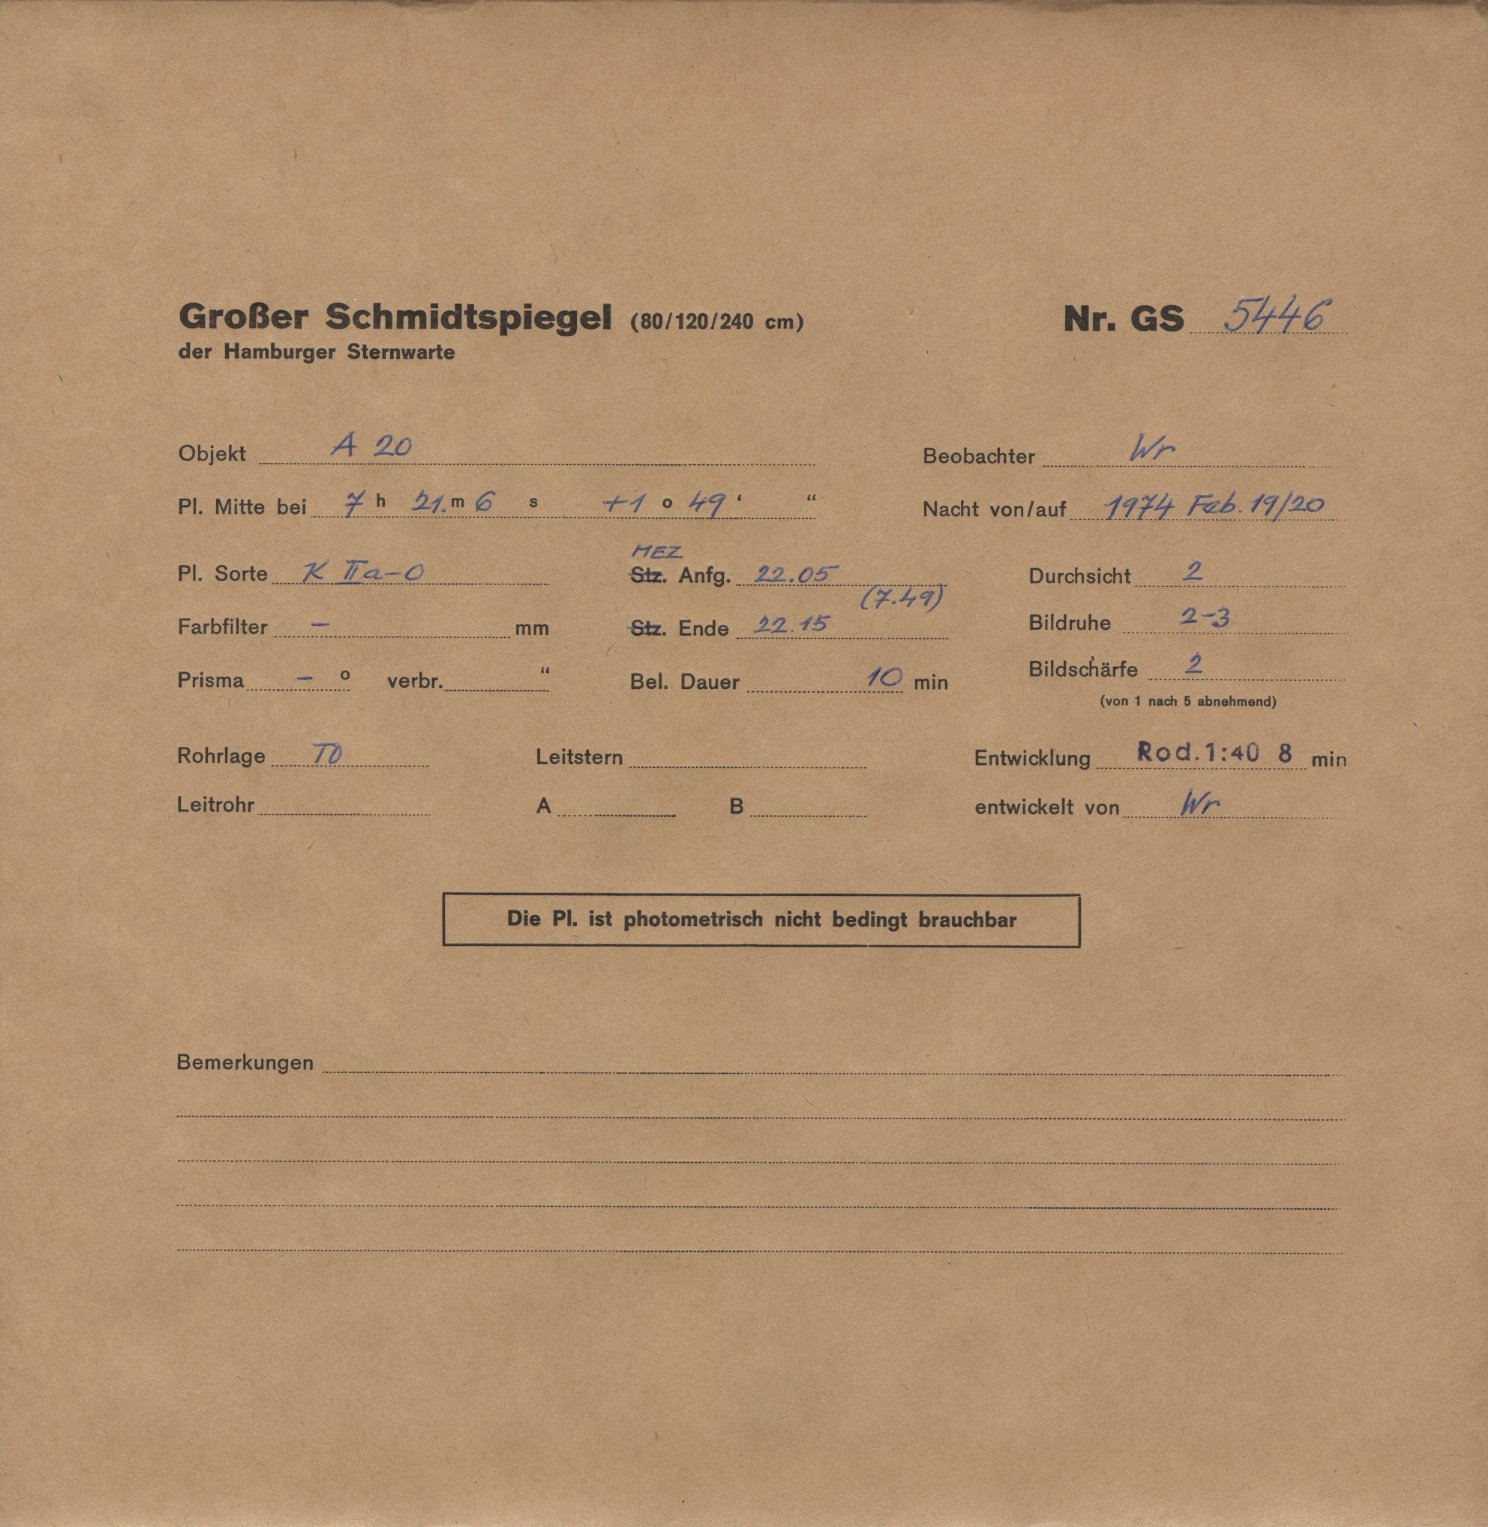 Großer Schmidtspiegel (80/120/240 cm) Nr. GS 5446
der Hamburger Sternwarte
Objekt A 20 Beobachter Wr
Pl. Mitte bei 7 h 21. m 6 s +1 o 49 ' " Nacht von/auf 1974 Feb. 19/20
MEZ
Pl. Sorte K IIa-O Stz. Anfg. 22.05 Durchsicht 2
(7.49)
Farbfilter – mm Stz. Ende 22.15 Bildruhe 2-3
Prisma – o verbr. " Bel. Dauer 10 min Bildschärfe 2
(von 1 nach 5 abnehmend)
Rohrlage TO Leitstern Entwicklung Rod. 1:40 8 min
Leitrohr A B entwickelt von Wr
Die Pl. ist photometrisch nicht bedingt brauchbar
Bemerkungen